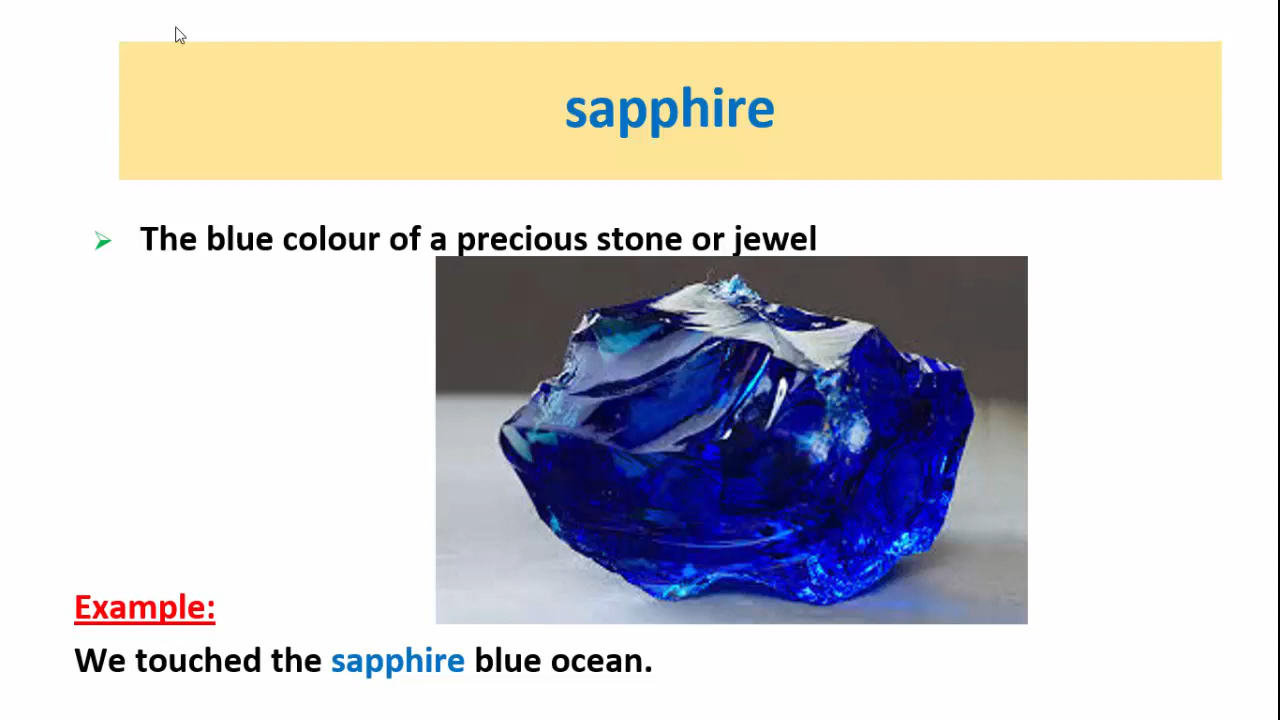 sapphire
The blue colour of a precious stone or jewel
Example:
We touched the sapphire blue ocean.